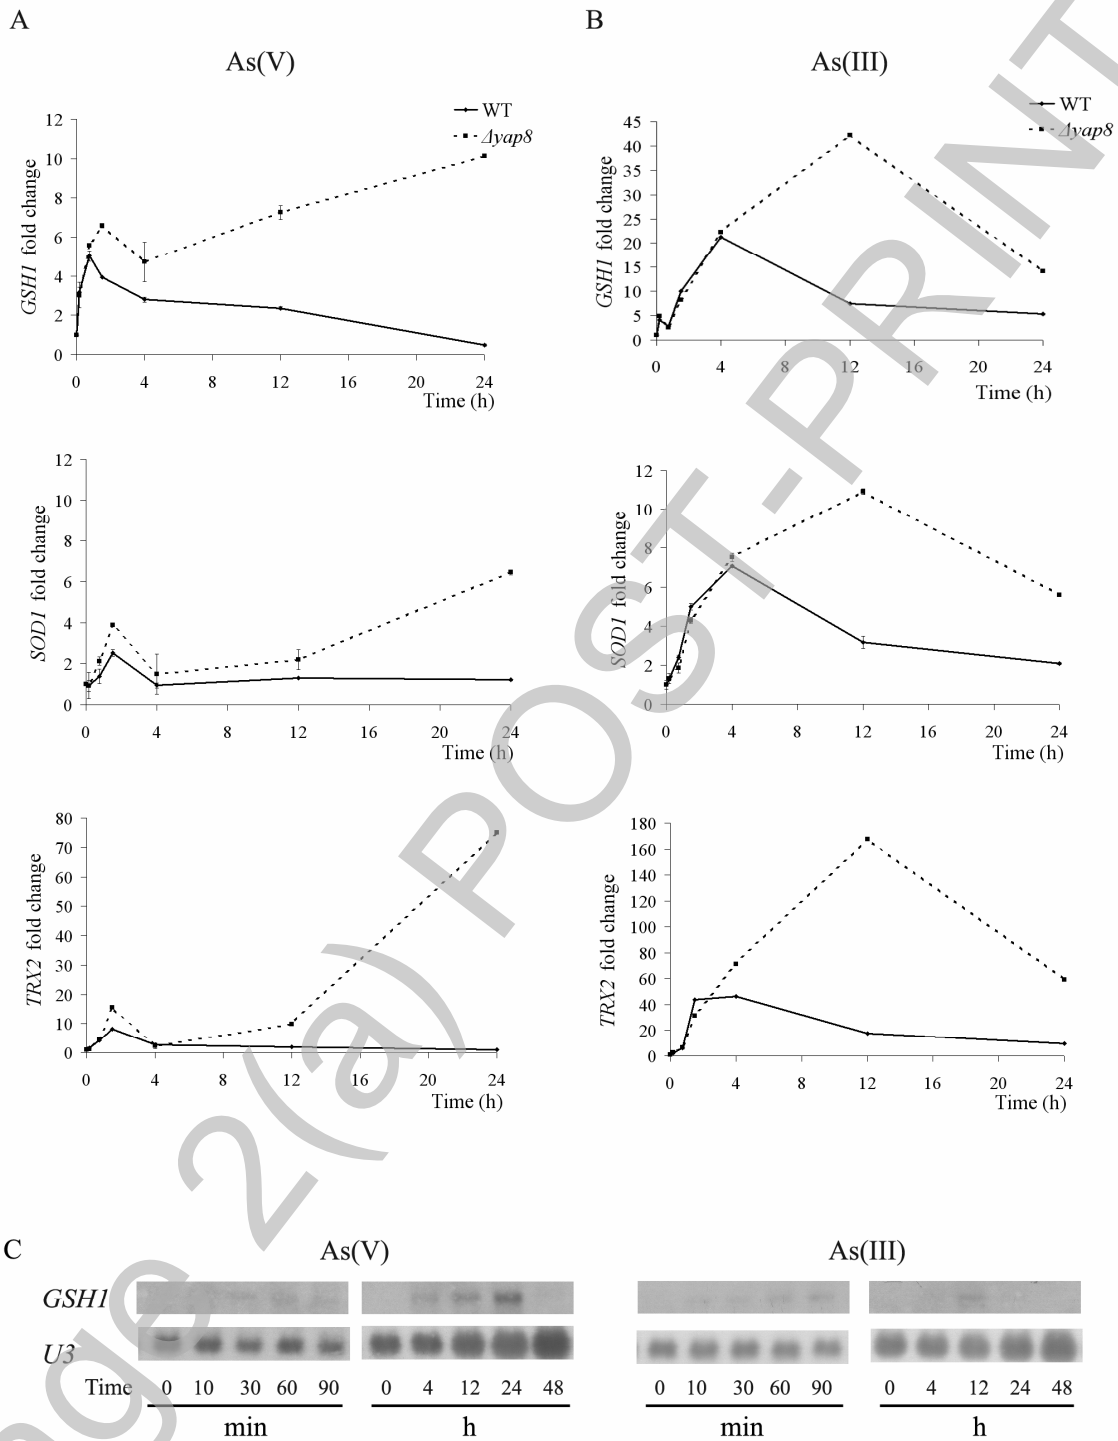 A
As(V)
WT
Δyap8
12
10
8
6
4
2
0
GSH1 fold change
0 4 8 12 16 20 24
Time (h)
12
10
8
6
4
2
0
SOD1 fold change
0 4 8 12 16 20 24
Time (h)
80
70
60
50
40
30
20
10
0
TRX2 fold change
0 4 8 12 16 20 24
Time (h)
B
As(III)
WT
Δyap8
45
40
35
30
25
20
15
10
5
0
GSH1 fold change
0 4 8 12 16 20 24
Time (h)
12
10
8
6
4
2
0
SOD1 fold change
0 4 8 12 16 20 24
Time (h)
180
160
140
120
100
80
60
40
20
0
TRX2 fold change
0 4 8 12 16 20 24
Time (h)
C
As(V) As(III)
GSH1
U3
Time 0 10 30 60 90 0 4 12 24 48 0 10 30 60 90 0 4 12 24 48
min h min h
age 2(a) POST-PRINT